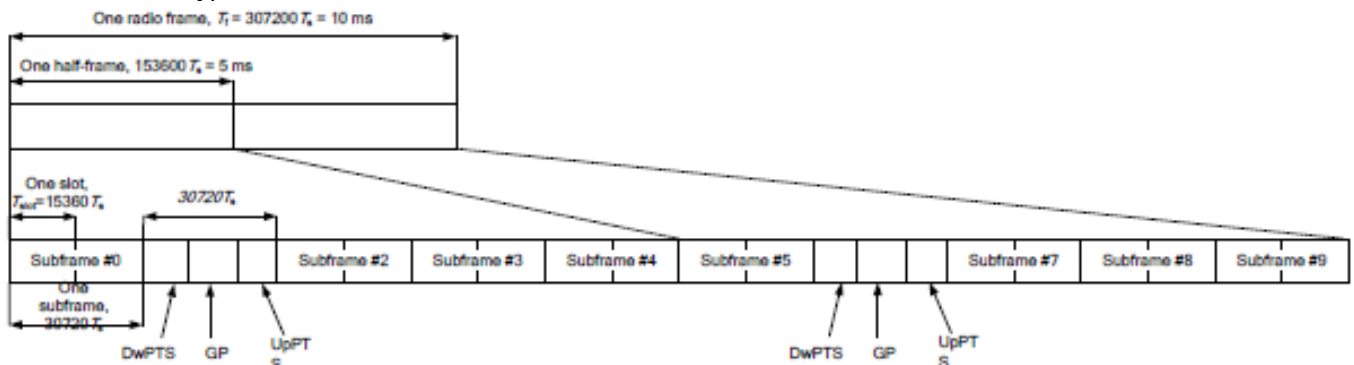 One radio frame, Tf = 307200 Ts = 10 ms
One half-frame, 153600 Ts = 5 ms
One slot,
Tslot=15360 Ts
30720Ts
Subframe #0
Subframe #2
Subframe #3
Subframe #4
Subframe #5
Subframe #7
Subframe #8
Subframe #9
One
subframe,
30720 Ts
DwPTS
GP
UpPT
S
DwPTS
GP
UpPT
S